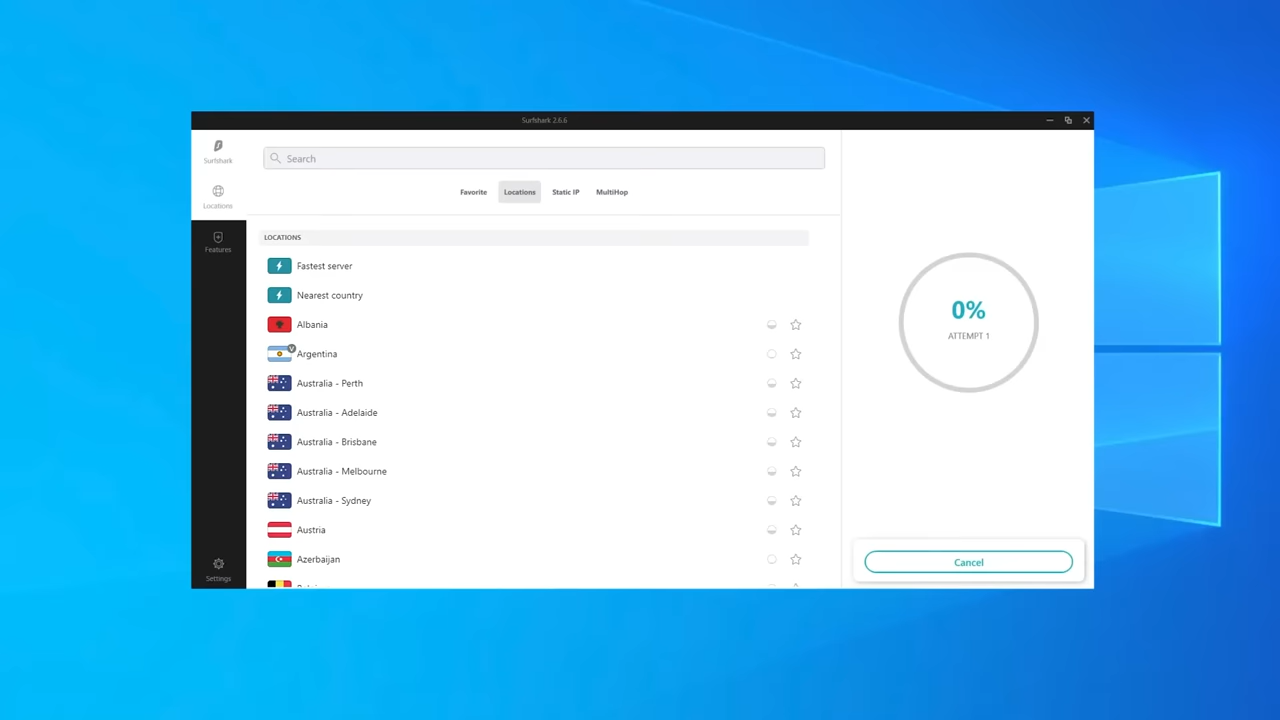 Surfshark 2.6.6
Surfshark
Locations
Features
Settings
Search
Favorite
Locations
Static IP
MultiHop
LOCATIONS
Fastest server
Nearest country
Albania
V
Argentina
Australia - Perth
Australia - Adelaide
Australia - Brisbane
Australia - Melbourne
Australia - Sydney
Austria
Azerbaijan
0%
ATTEMPT 1
Cancel